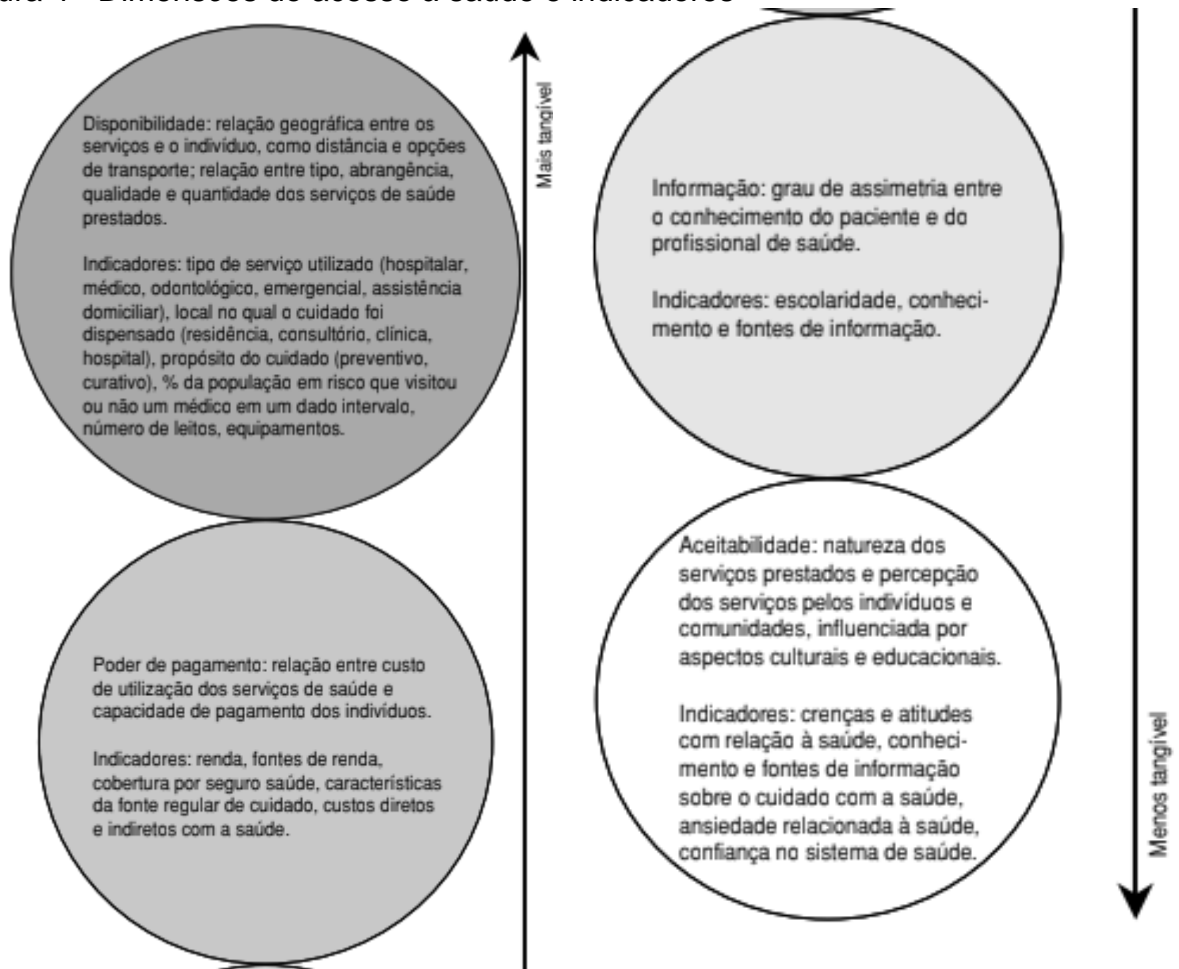 Disponibilidade: relação geográfica entre os
serviços e o indivíduo, como distância e opções
de transporte; relação entre tipo, abrangência,
qualidade e quantidade dos serviços de saúde
prestados.
Indicadores: tipo de serviço utilizado (hospitalar,
médico, odontológico, emergencial, assistência
domiciliar), local no qual o cuidado foi
dispensado (residência, consultório, clínica,
hospital), propósito do cuidado (preventivo,
curativo), % da população em risco que visitou
ou não um médico em um dado intervalo,
número de leitos, equipamentos.
Poder de pagamento: relação entre custo
de utilização dos serviços de saúde e
capacidade de pagamento dos indivíduos.
Indicadores: renda, fontes de renda,
cobertura por seguro saúde, características
da fonte regular de cuidado, custos diretos
e indiretos com a saúde.
Mais tangível
Informação: grau de assimetria entre
o conhecimento do paciente e do
profissional de saúde.
Indicadores: escolaridade, conheci-
mento e fontes de informação.
Aceitabilidade: natureza dos
serviços prestados e percepção
dos serviços pelos indivíduos e
comunidades, influenciada por
aspectos culturais e educacionais.
Indicadores: crenças e atitudes
com relação à saúde, conheci-
mento e fontes de informação
sobre o cuidado com a saúde,
ansiedade relacionada à saúde,
confiança no sistema de saúde.
Menos tangível